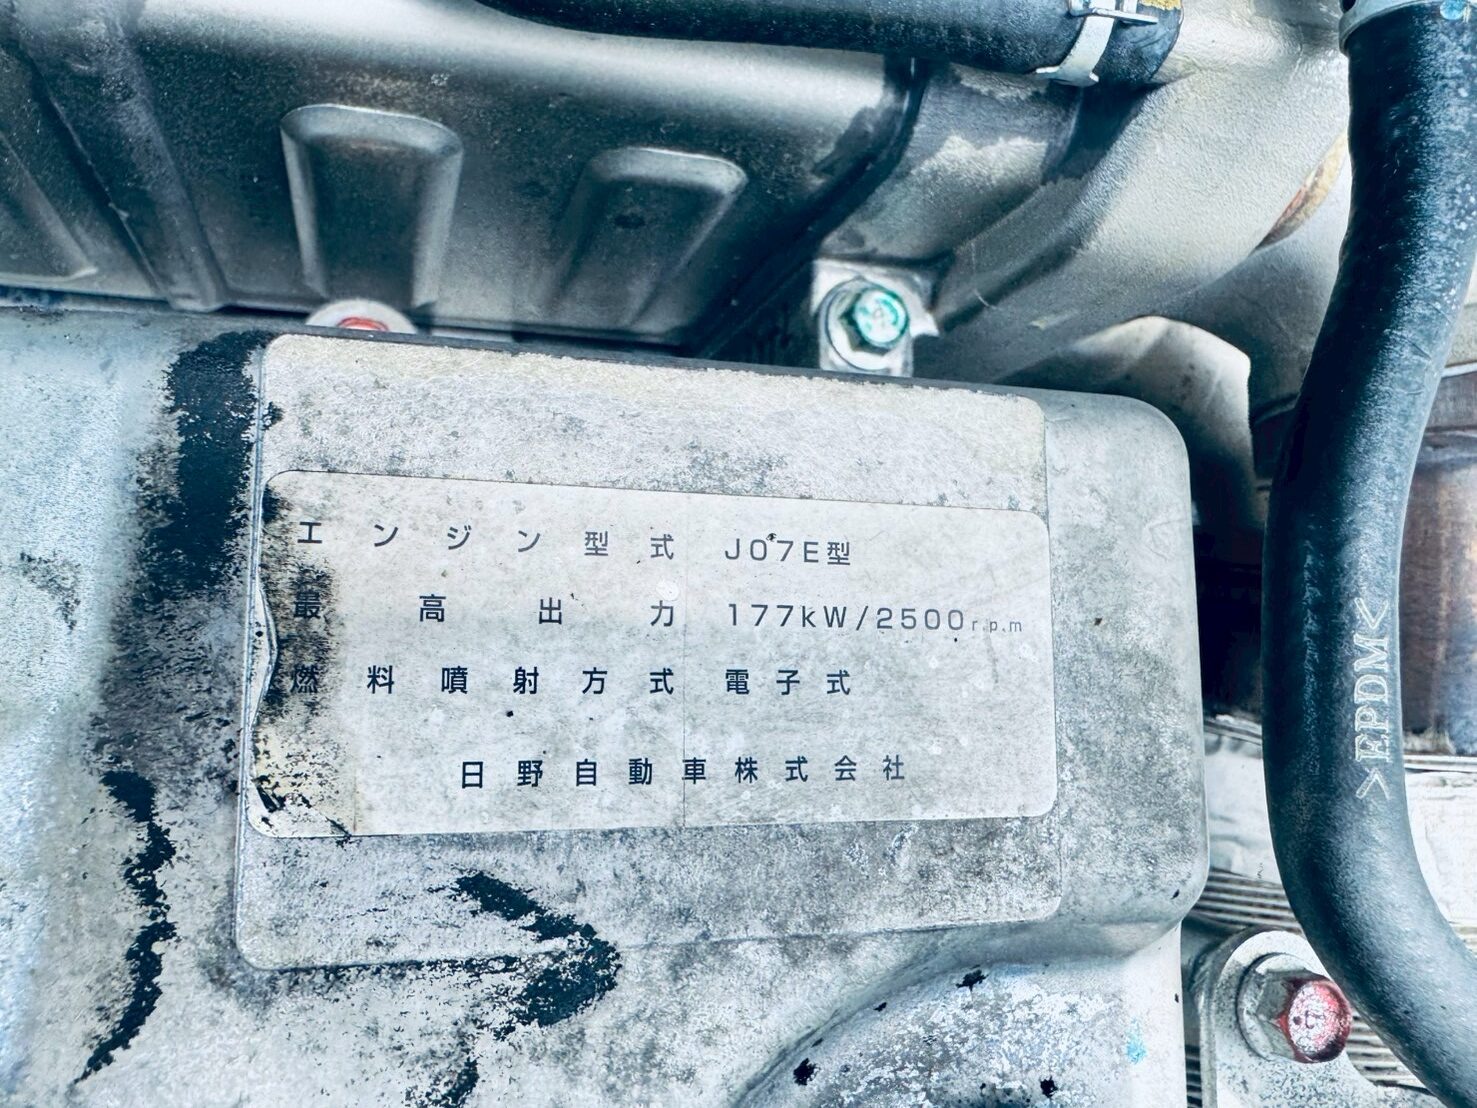 エンジン型式 J07E型
最高出力 177kW/2500r.p.m
燃料噴射方式 電子式
日野自動車株式会社
>EPDM<